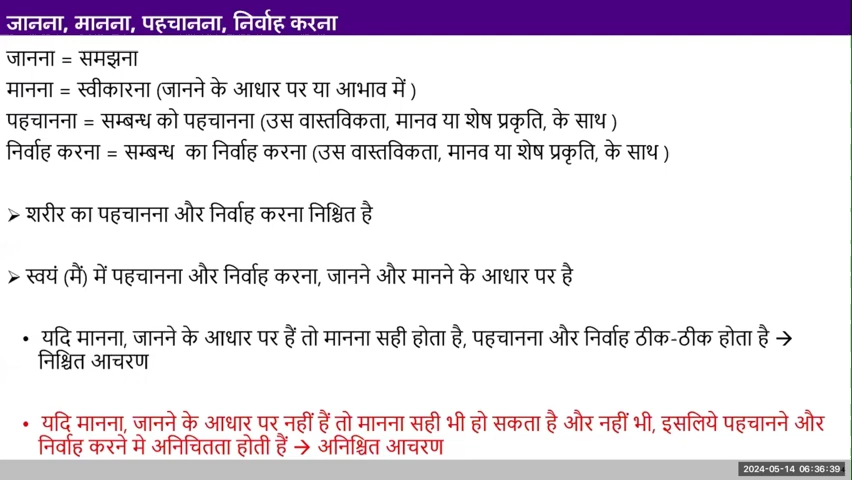 जानना, मानना, पहचानना, निर्वाह करना
जानना = समझना
मानना = स्वीकारना (जानने के आधार पर या आभाव में )
पहचानना = सम्बन्ध को पहचानना (उस वास्तविकता, मानव या शेष प्रकृति, के साथ )
निर्वाह करना = सम्बन्ध का निर्वाह करना (उस वास्तविकता, मानव या शेष प्रकृति, के साथ )
➢ शरीर का पहचानना और निर्वाह करना निश्चित है
➢ स्वयं (मैं) में पहचानना और निर्वाह करना, जानने और मानने के आधार पर है
• यदि मानना, जानने के आधार पर हैं तो मानना सही होता है, पहचानना और निर्वाह ठीक-ठीक होता है →
निश्चित आचरण
• यदि मानना, जानने के आधार पर नहीं हैं तो मानना सही भी हो सकता है और नहीं भी, इसलिये पहचानने और
निर्वाह करने मे अनिचितता होती हैं → अनिश्चित आचरण
2024-05-14 06:36:39